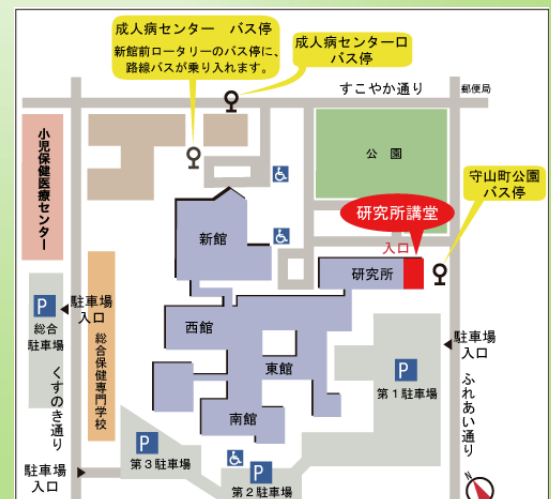 成人病センター バス停
新館前ロータリーのバス停に、
路線バスが乗り入れます。
成人病センター口
バス停
すこやか通り
郵便局
小児保健医療センター
公園
守山町公園
バス停
研究所講堂
入口
新館
研究所
P
総合
駐車場
駐車場
入口
総合保健専門学校
西館
東館
南館
くすのき通り
P
第1駐車場
駐車場
入口
ふれあい通り
P
第3駐車場
P
第2駐車場
駐車場
入口
N